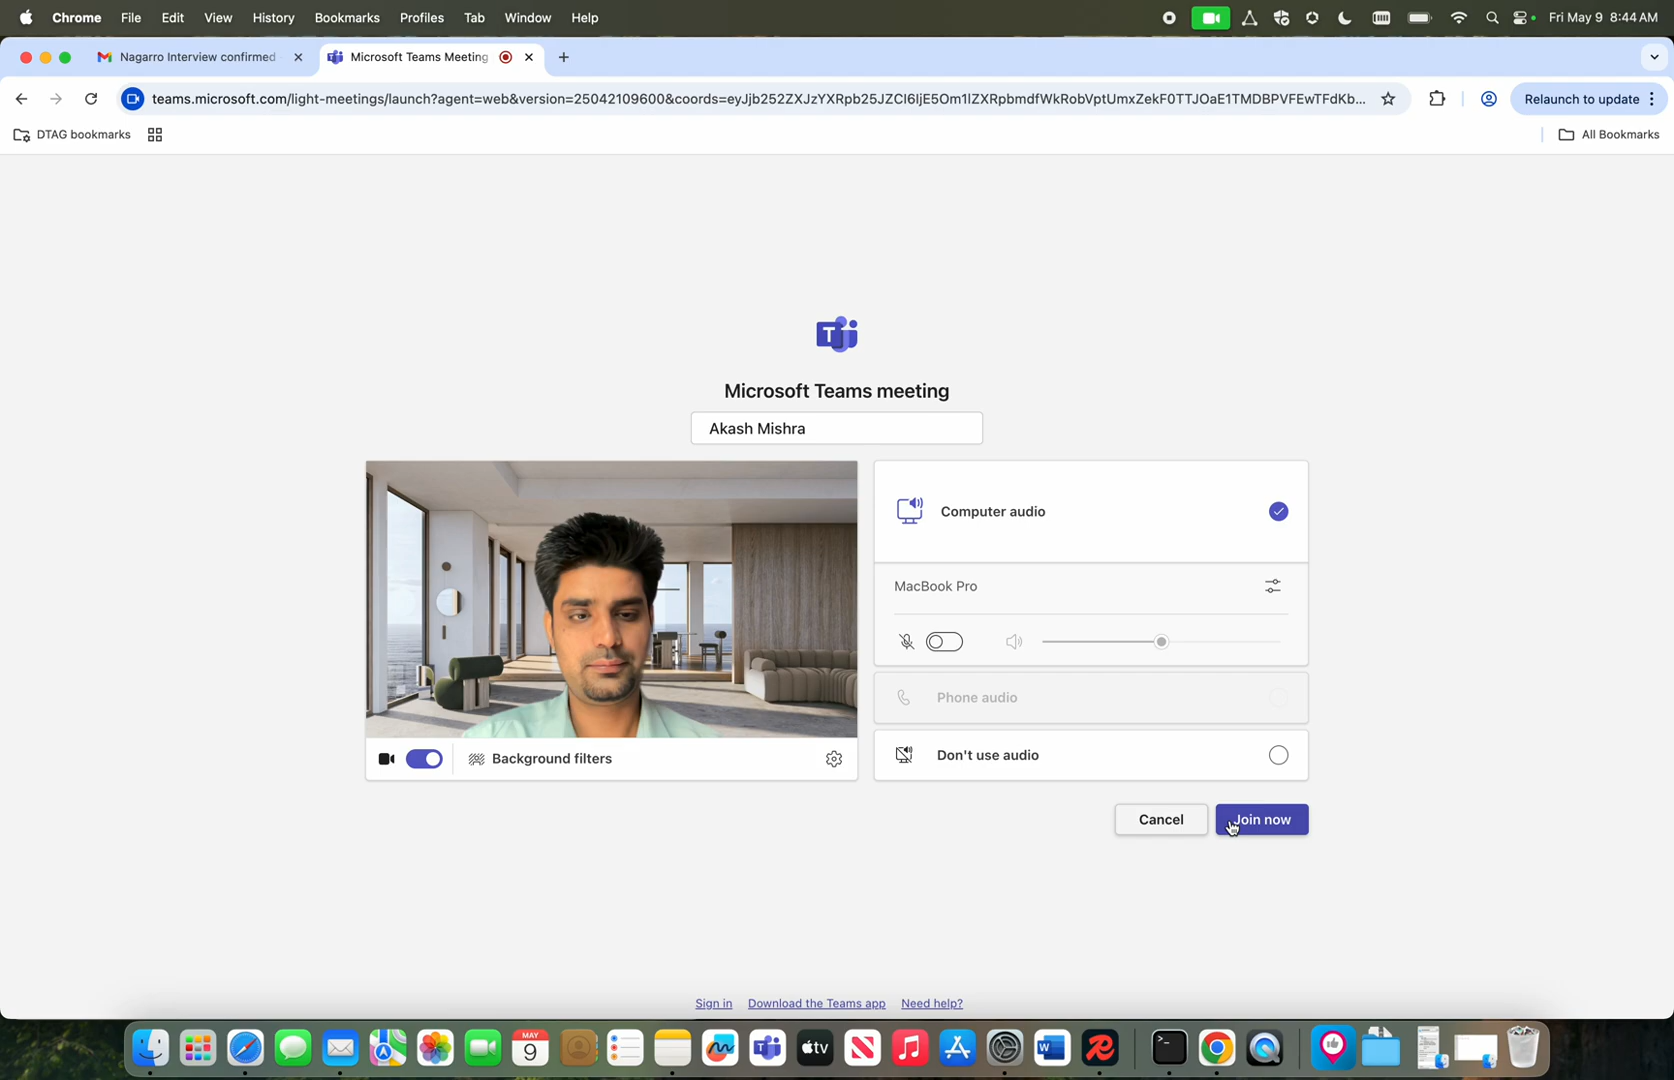 Chrome File Edit View History Bookmarks Profiles Tab Window Help Fri May 9 8:44 AM
Nagarro Interview confirmed Microsoft Teams Meeting
teams.microsoft.com/light-meetings/launch?agent=web&version=25042109600&coords=eyJjb252ZXJzYXRpb25JZCI6IjE5Om1lZXRpbmdfWkRobVptUmxZekF0TTJOaE1TMDBPVFEwTFdKb... Relaunch to update
DTAG bookmarks All Bookmarks
T
Microsoft Teams meeting
Akash Mishra
Computer audio
MacBook Pro
Phone audio
Background filters Don't use audio
Cancel Join now
Sign in Download the Teams app Need help?
MAY
9
tv
W